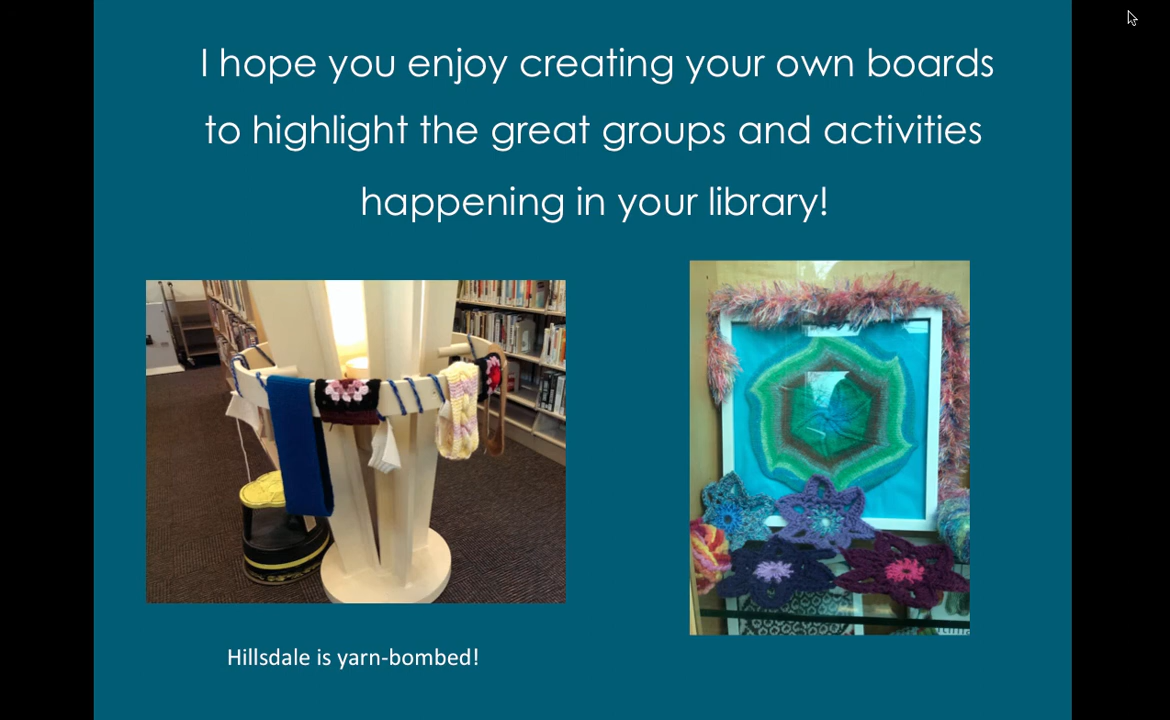 I hope you enjoy creating your own boards
to highlight the great groups and activities
happening in your library!
Hillsdale is yarn-bombed!